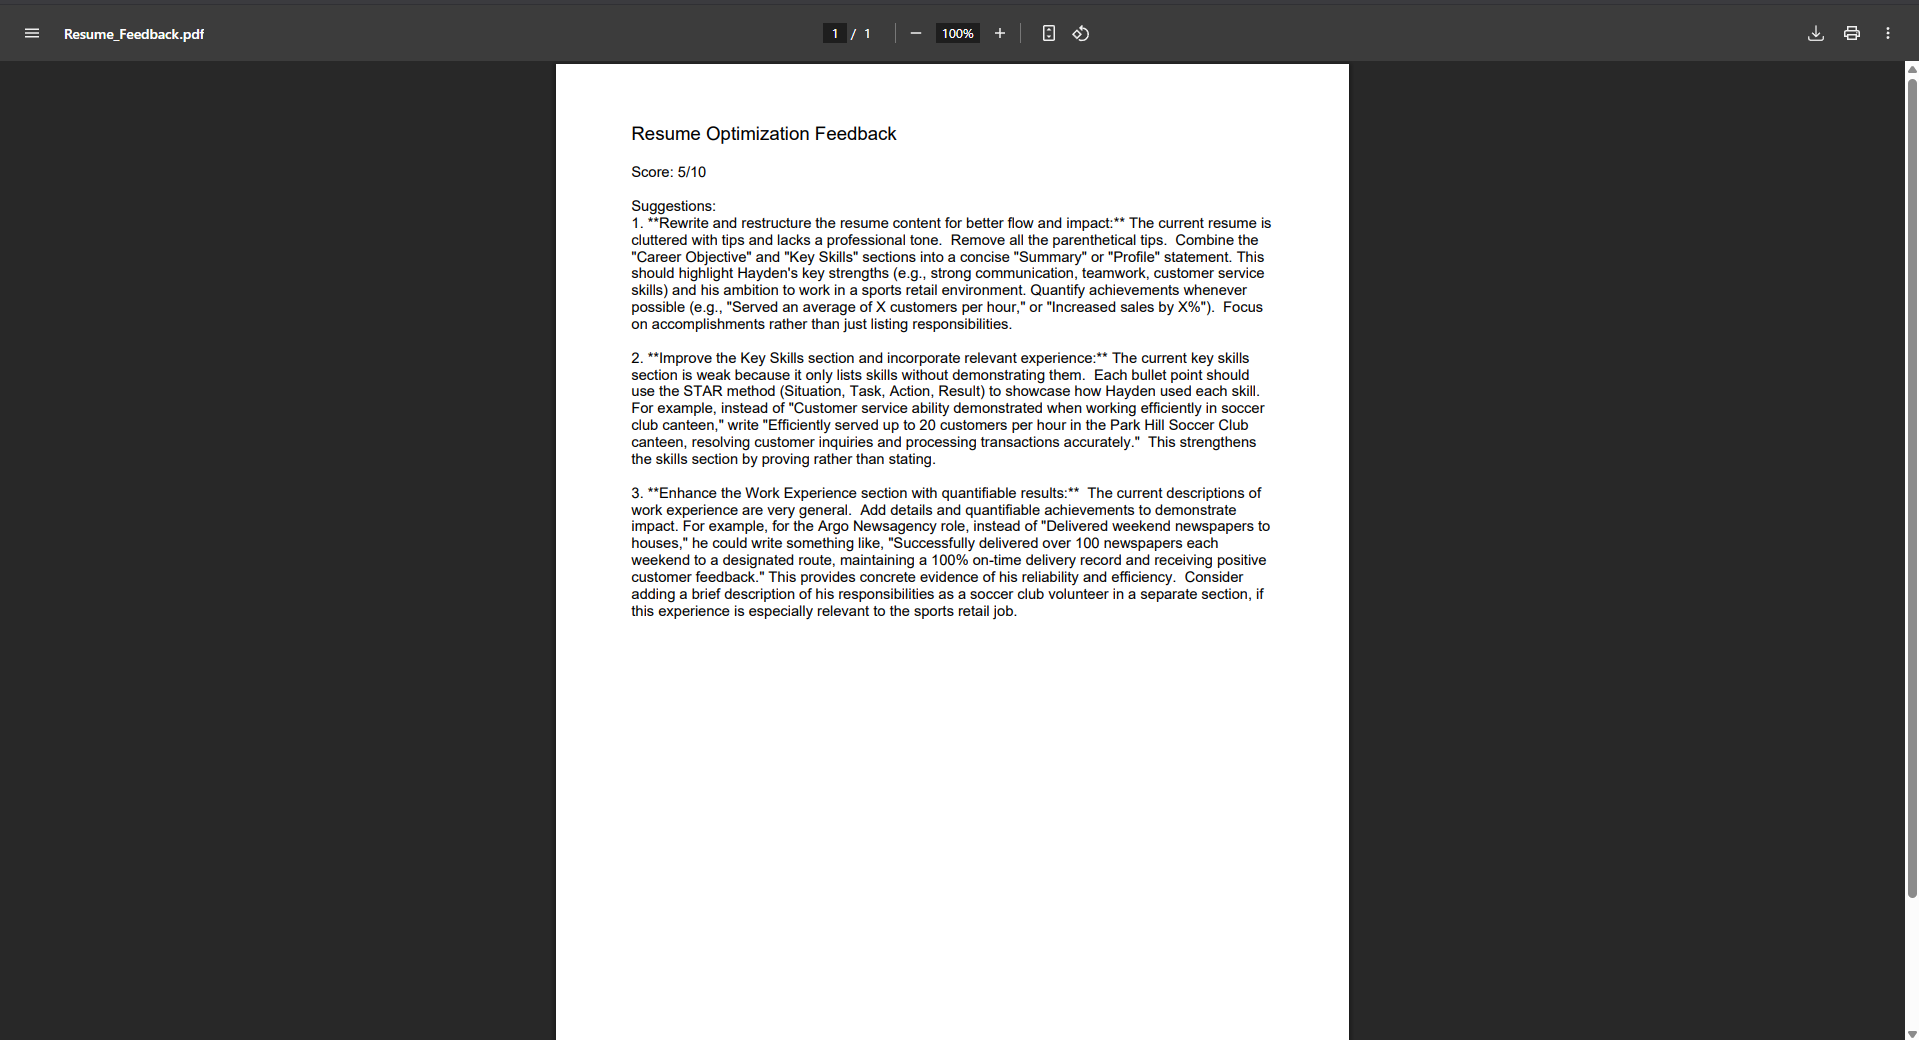 Resume_Feedback.pdf
1 / 1
100%
Resume Optimization Feedback
Score: 5/10
Suggestions:
1. **Rewrite and restructure the resume content for better flow and impact:** The current resume is
cluttered with tips and lacks a professional tone.  Remove all the parenthetical tips.  Combine the
"Career Objective" and "Key Skills" sections into a concise "Summary" or "Profile" statement. This
should highlight Hayden's key strengths (e.g., strong communication, teamwork, customer service
skills) and his ambition to work in a sports retail environment. Quantify achievements whenever
possible (e.g., "Served an average of X customers per hour," or "Increased sales by X%").  Focus
on accomplishments rather than just listing responsibilities.
2. **Improve the Key Skills section and incorporate relevant experience:** The current key skills
section is weak because it only lists skills without demonstrating them.  Each bullet point should
use the STAR method (Situation, Task, Action, Result) to showcase how Hayden used each skill.
For example, instead of "Customer service ability demonstrated when working efficiently in soccer
club canteen," write "Efficiently served up to 20 customers per hour in the Park Hill Soccer Club
canteen, resolving customer inquiries and processing transactions accurately."  This strengthens
the skills section by proving rather than stating.
3. **Enhance the Work Experience section with quantifiable results:**  The current descriptions of
work experience are very general.  Add details and quantifiable achievements to demonstrate
impact. For example, for the Argo Newsagency role, instead of "Delivered weekend newspapers to
houses," he could write something like, "Successfully delivered over 100 newspapers each
weekend to a designated route, maintaining a 100% on-time delivery record and receiving positive
customer feedback." This provides concrete evidence of his reliability and efficiency.  Consider
adding a brief description of his responsibilities as a soccer club volunteer in a separate section, if
this experience is especially relevant to the sports retail job.